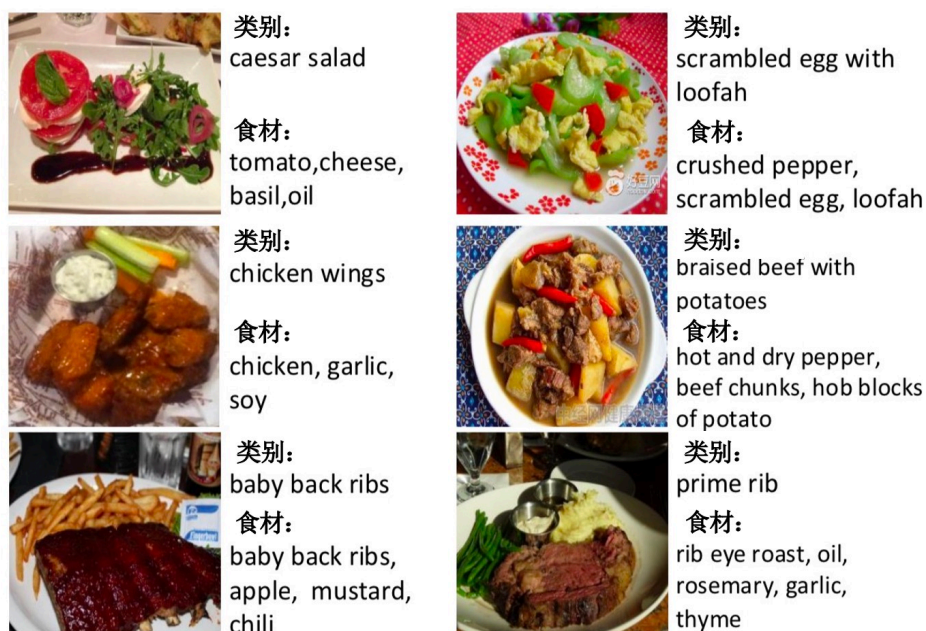 类别：
caesar salad
食材：
tomato,cheese,
basil,oil
类别：
scrambled egg with
loofah
食材：
crushed pepper,
scrambled egg, loofah
类别：
chicken wings
食材：
chicken, garlic,
soy
类别：
braised beef with
potatoes
食材：
hot and dry pepper,
beef chunks, hob blocks
of potato
类别：
baby back ribs
食材：
baby back ribs,
apple, mustard,
chili
类别：
prime rib
食材：
rib eye roast, oil,
rosemary, garlic,
thyme